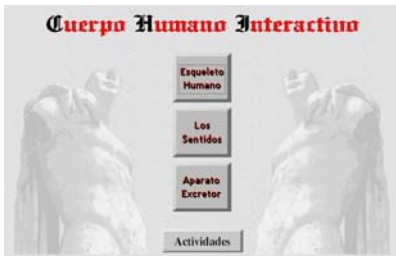 Cuerpo Humano Interactivo
Esqueleto
Humano
Los
Sentidos
Aparato
Excretor
Actividades